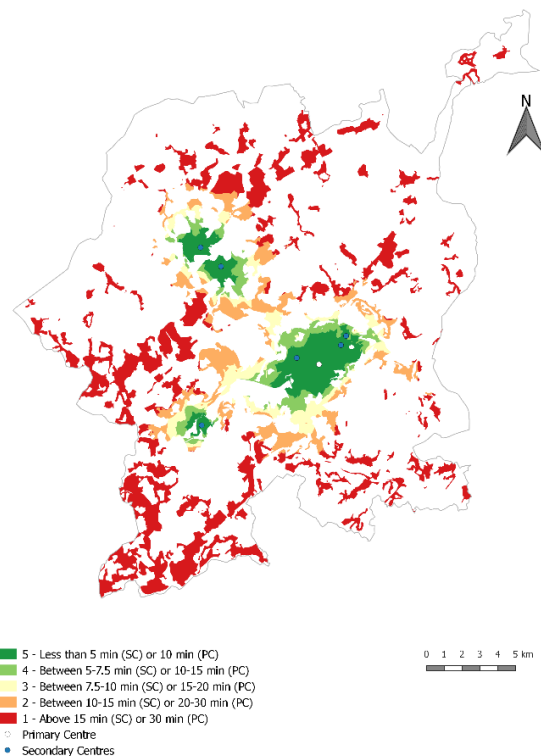 N
5 - Less than 5 min (SC) or 10 min (PC)
4 - Between 5-7.5 min (SC) or 10-15 min (PC)
3 - Between 7.5-10 min (SC) or 15-20 min (PC)
2 - Between 10-15 min (SC) or 20-30 min (PC)
1 - Above 15 min (SC) or 30 min (PC)
Primary Centre
Secondary Centres
0 1 2 3 4 5 km